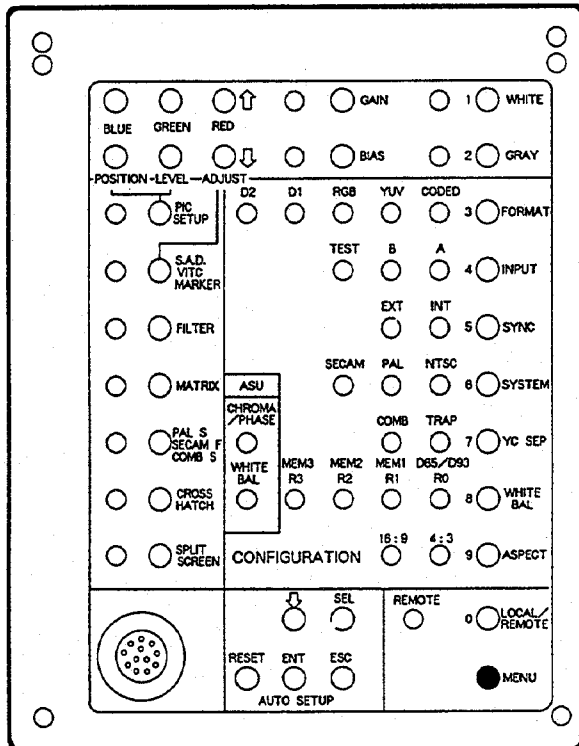 GAIN 1 WHITE
BLUE GREEN RED
BIAS 2 GRAY
POSITION LEVEL ADJUST
D2 D1 RGB YUV CODED
PIC
SETUP
3 FORMAT
TEST B A
S.A.D.
VITC
MARKER
4 INPUT
EXT INT
FILTER
5 SYNC
SECAM PAL NTSC
MATRIX
ASU
6 SYSTEM
CHROMA
/PHASE
COMB TRAP
PAL S
SECAM F
COMB S
7 YC SEP
WHITE
BAL
MEM3 MEM2 MEM1 D65/D93
R3 R2 R1 R0
CROSS
HATCH
8 WHITE
BAL
16:9 4:3
SPLIT
SCREEN
CONFIGURATION
9 ASPECT
SEL
REMOTE
0 LOCAL/
REMOTE
RESET ENT ESC
MENU
AUTO SETUP